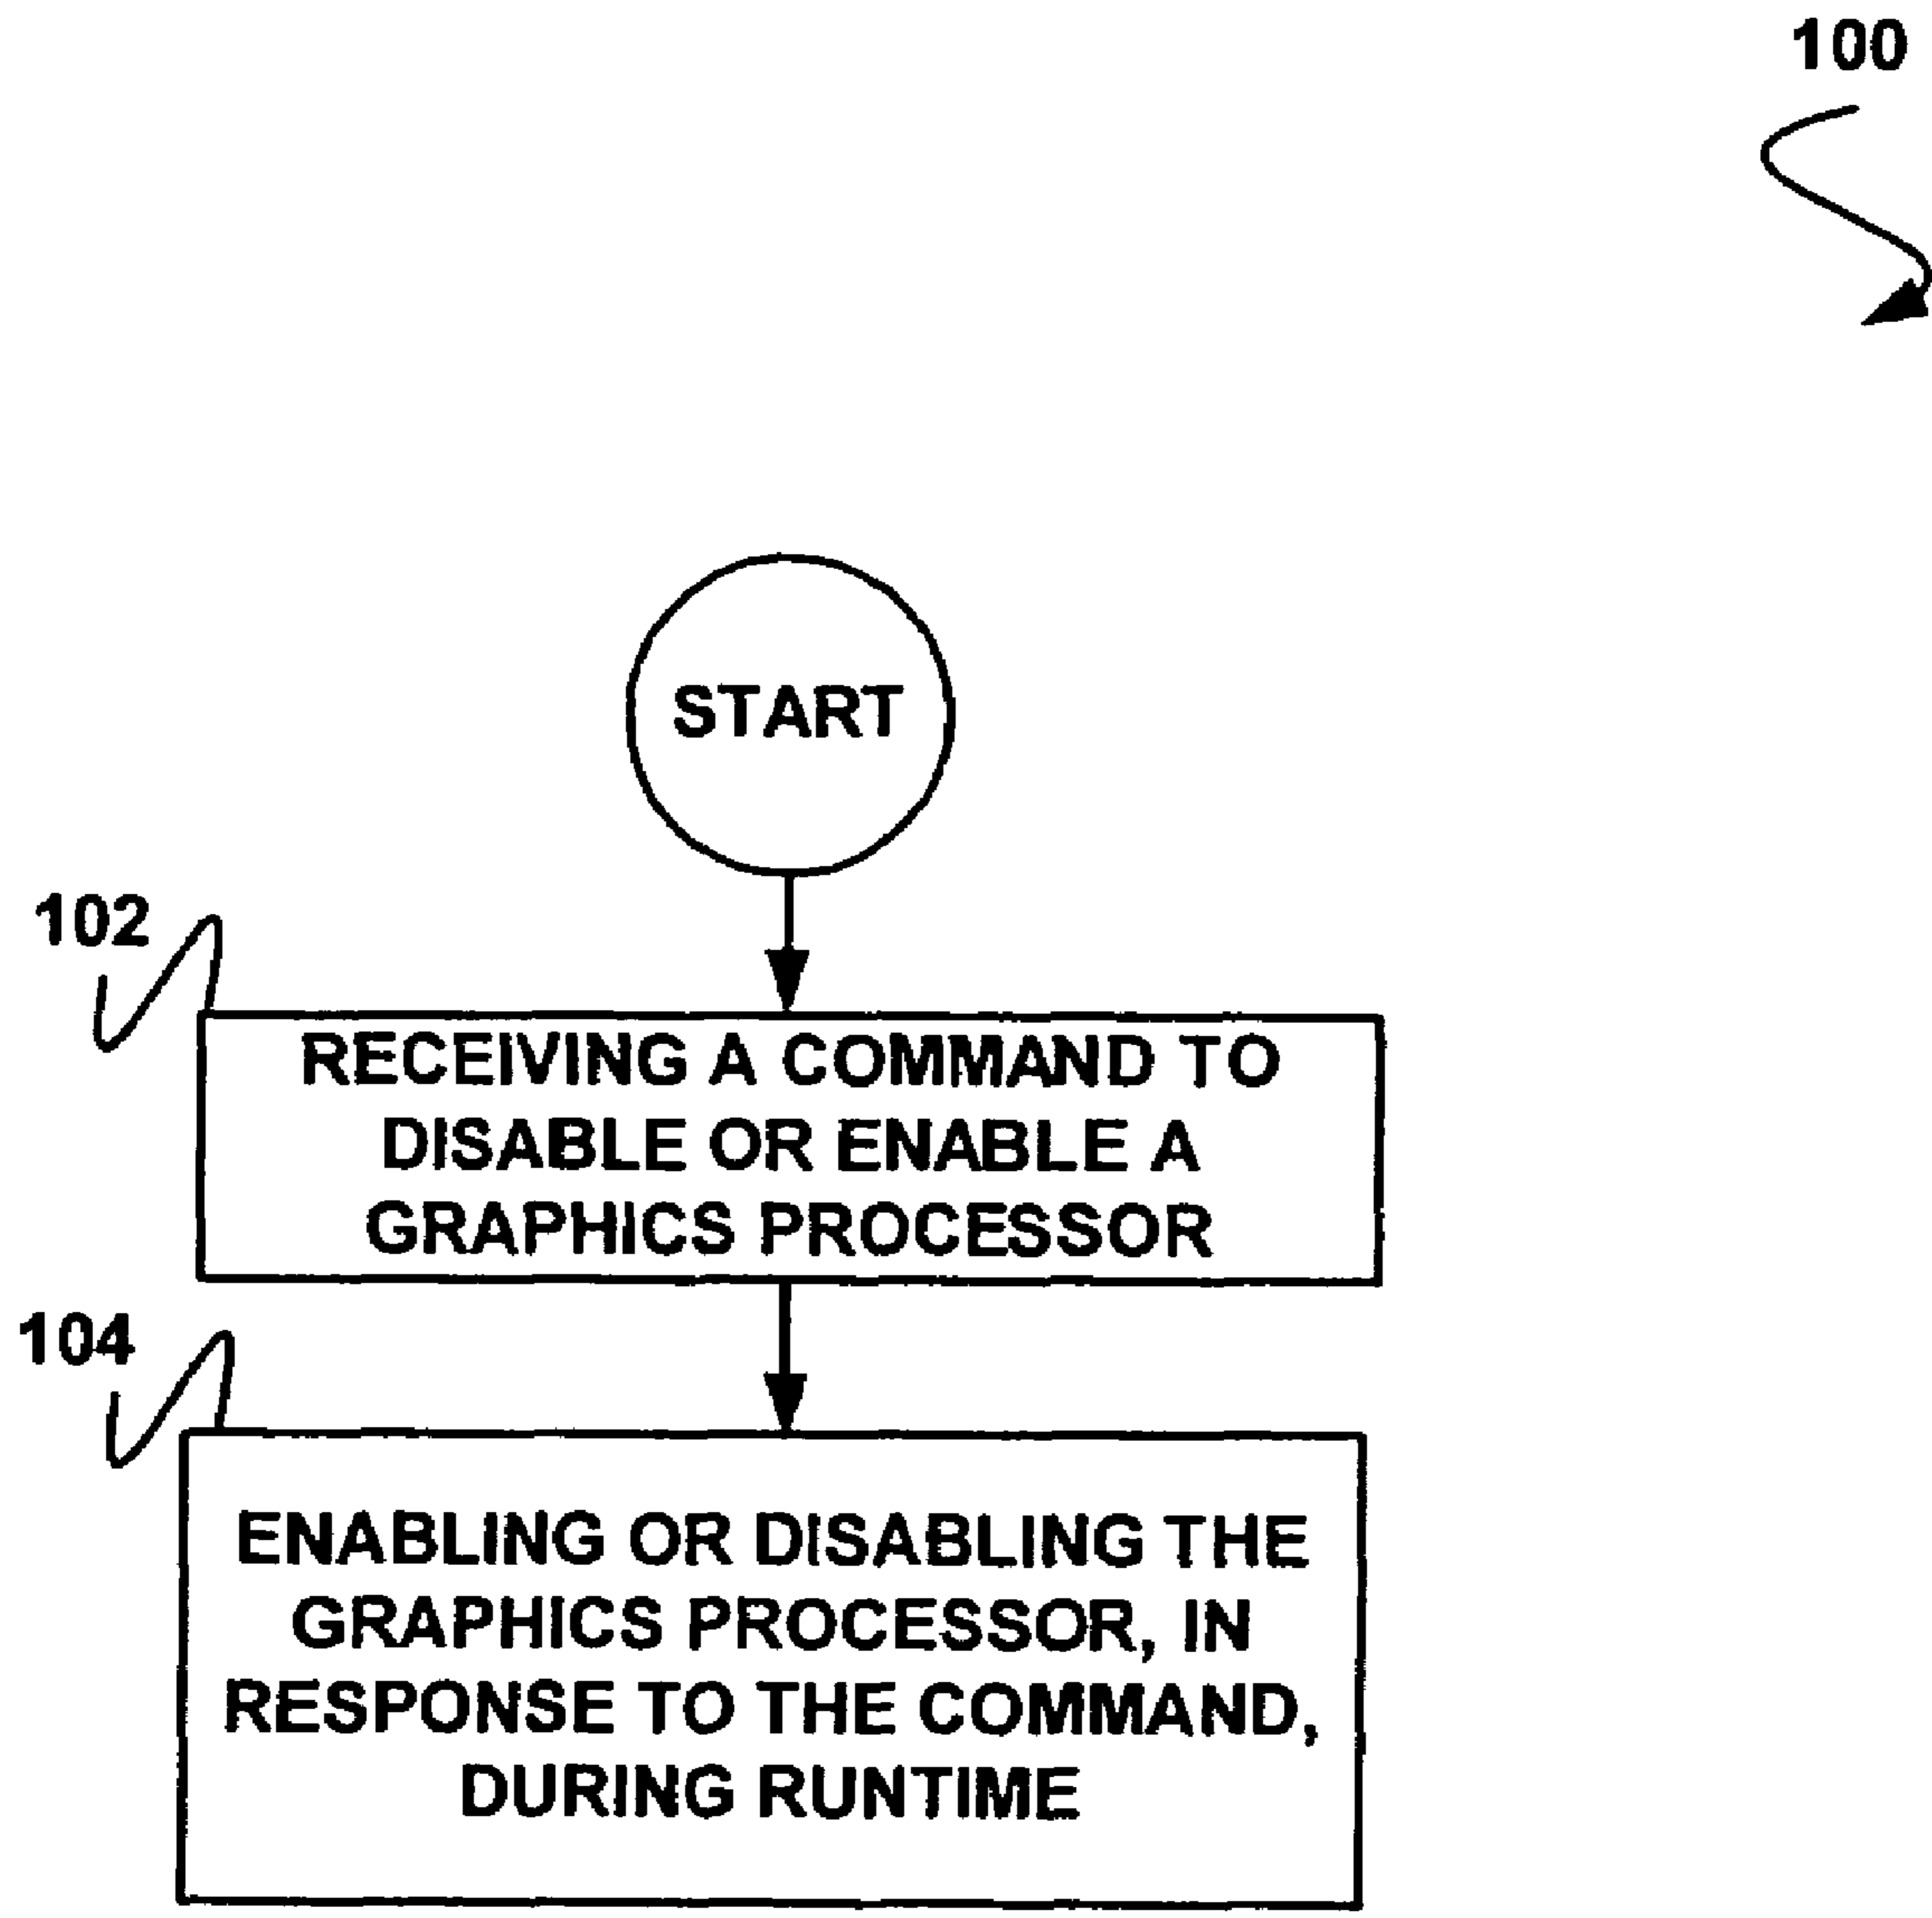 100
START
102
RECEIVING A COMMAND TO
DISABLE OR ENABLE A
GRAPHICS PROCESSOR
104
ENABLING OR DISABLING THE
GRAPHICS PROCESSOR, IN
RESPONSE TO THE COMMAND,
DURING RUNTIME